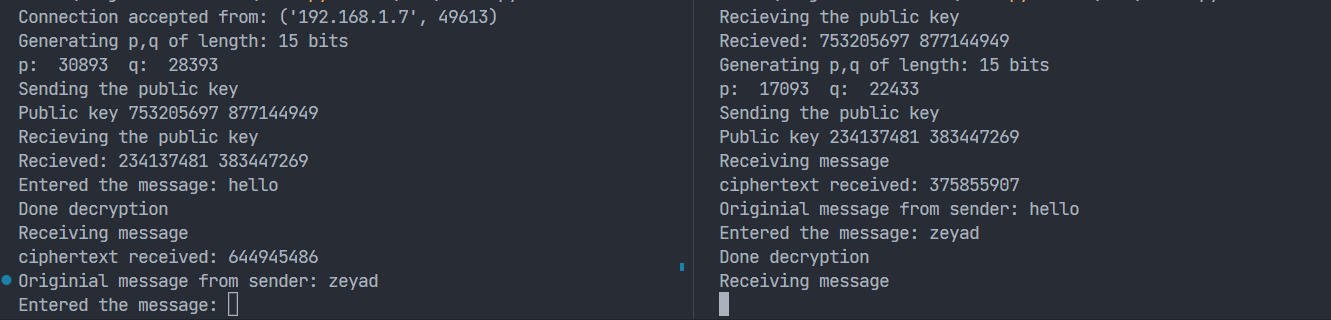 Connection accepted from: ('192.168.1.7', 49613)
Generating p,q of length: 15 bits
p:  30893  q:  28393
Sending the public key
Public key 753205697 877144949
Recieving the public key
Recieved: 234137481 383447269
Entered the message: hello
Done decryption
Receiving message
ciphertext received: 644945486
Originial message from sender: zeyad
Entered the message:
Recieving the public key
Recieved: 753205697 877144949
Generating p,q of length: 15 bits
p:  17093  q:  22433
Sending the public key
Public key 234137481 383447269
Receiving message
ciphertext received: 375855907
Originial message from sender: hello
Entered the message: zeyad
Done decryption
Receiving message